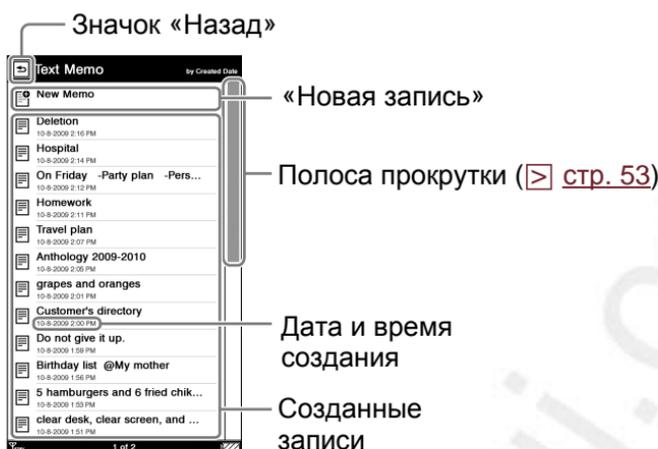 Значок «Назад»
Text Memo by Created Date
New Memo
«Новая запись»
Deletion
10-8-2009 2:16 PM
Hospital
10-8-2009 2:14 PM
Полоса прокрутки (> стр. 53)
On Friday -Party plan -Pers...
10-8-2009 2:12 PM
Homework
10-8-2009 2:11 PM
Travel plan
10-8-2009 2:07 PM
Anthology 2009-2010
10-8-2009 2:05 PM
grapes and oranges
10-8-2009 2:01 PM
Customer's directory
10-8-2009 2:00 PM
Дата и время
создания
Do not give it up.
10-8-2009 1:59 PM
Birthday list @My mother
10-8-2009 1:56 PM
5 hamburgers and 6 fried chik...
10-8-2009 1:53 PM
Созданные
записи
clear desk, clear screen, and ...
10-8-2009 1:51 PM
1 of 2